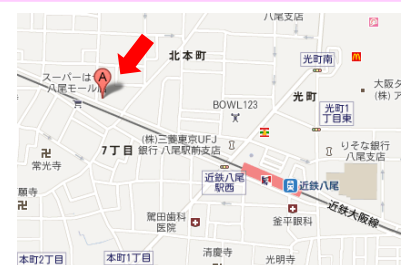 八尾支店
北本町
光町南
スーパーは
八尾モール
A
大阪
(株)
光町
BOWL123
光町1
丁目東
(株)三菱東京UFJ
銀行 八尾駅前支店
7丁目
りそな銀行
八尾支店
常光寺
近鉄八尾
駅西
近鉄八尾
願寺
近鉄大阪線
駕田歯科
医院
釜平眼科
清慶寺
本町2丁目
本町1丁目
光明寺